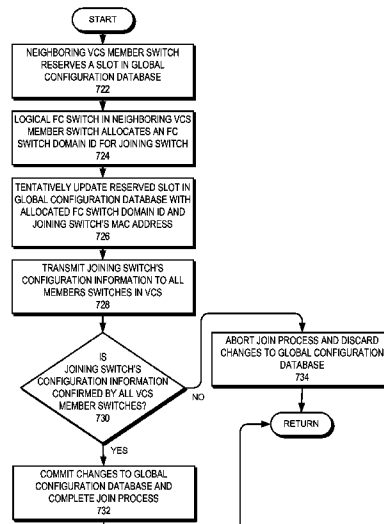 START
NEIGHBORING VCS MEMBER SWITCH
RESERVES A SLOT IN GLOBAL
CONFIGURATION DATABASE
722
LOGICAL FC SWITCH IN NEIGHBORING VCS
MEMBER SWITCH ALLOCATES AN FC
SWITCH DOMAIN ID FOR JOINING SWITCH
724
TENTATIVELY UPDATE RESERVED SLOT IN
GLOBAL CONFIGURATION DATABASE WITH
ALLOCATED FC SWITCH DOMAIN ID AND
JOINING SWITCH'S MAC ADDRESS
726
TRANSMIT JOINING SWITCH'S
CONFIGURATION INFORMATION TO ALL
MEMBERS SWITCHES IN VCS
728
IS
JOINING SWITCH'S
CONFIGURATION INFORMATION
CONFIRMED BY ALL VCS
MEMBER SWITCHES?
730
NO
ABORT JOIN PROCESS AND DISCARD
CHANGES TO GLOBAL CONFIGURATION
DATABASE
734
RETURN
YES
COMMIT CHANGES TO GLOBAL
CONFIGURATION DATABASE AND
COMPLETE JOIN PROCESS
732